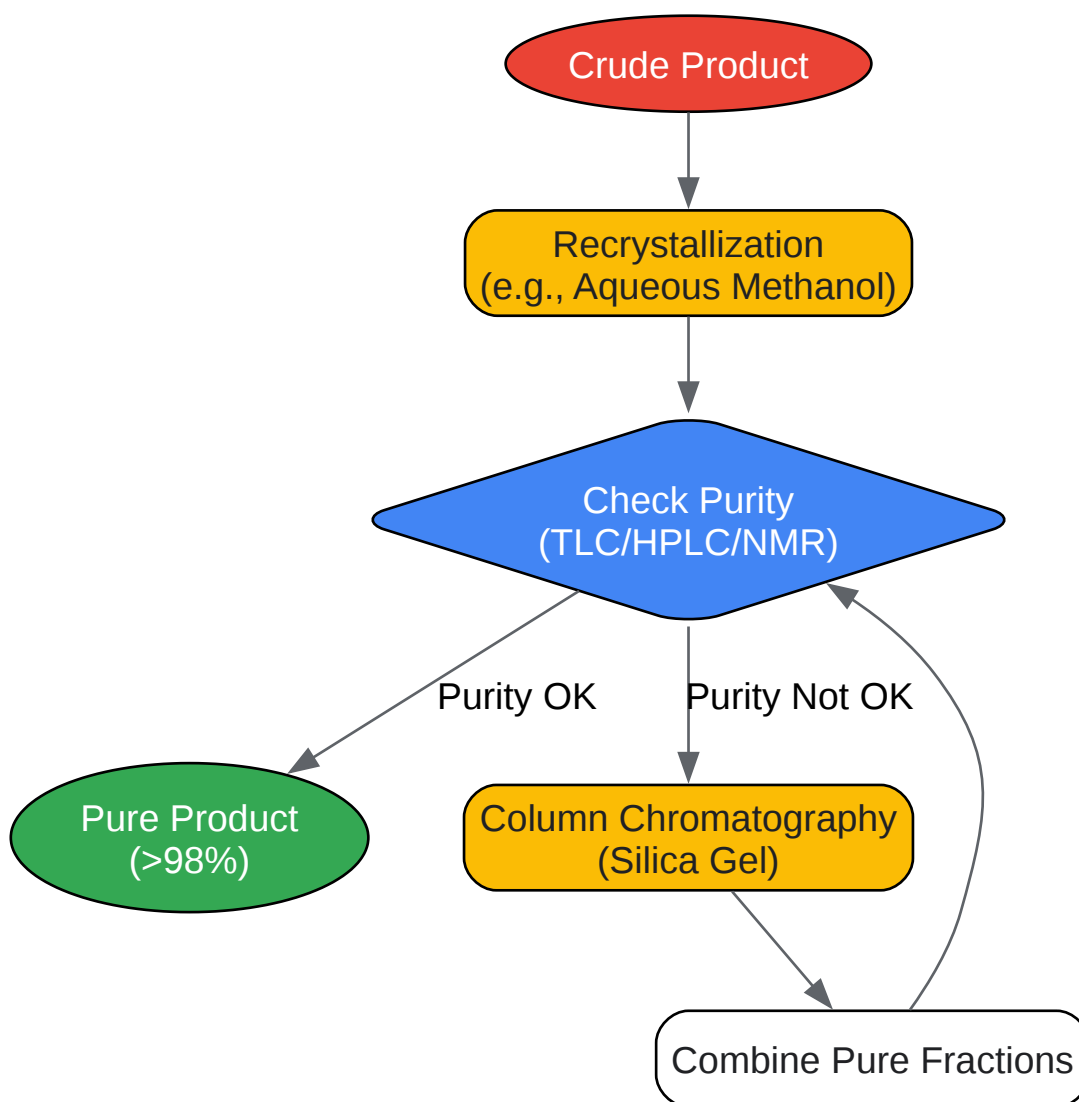 Crude Product
Recrystallization
(e.g., Aqueous Methanol)
Check Purity
(TLC/HPLC/NMR)
Purity OK
Purity Not OK
Pure Product
(>98%)
Column Chromatography
(Silica Gel)
Combine Pure Fractions